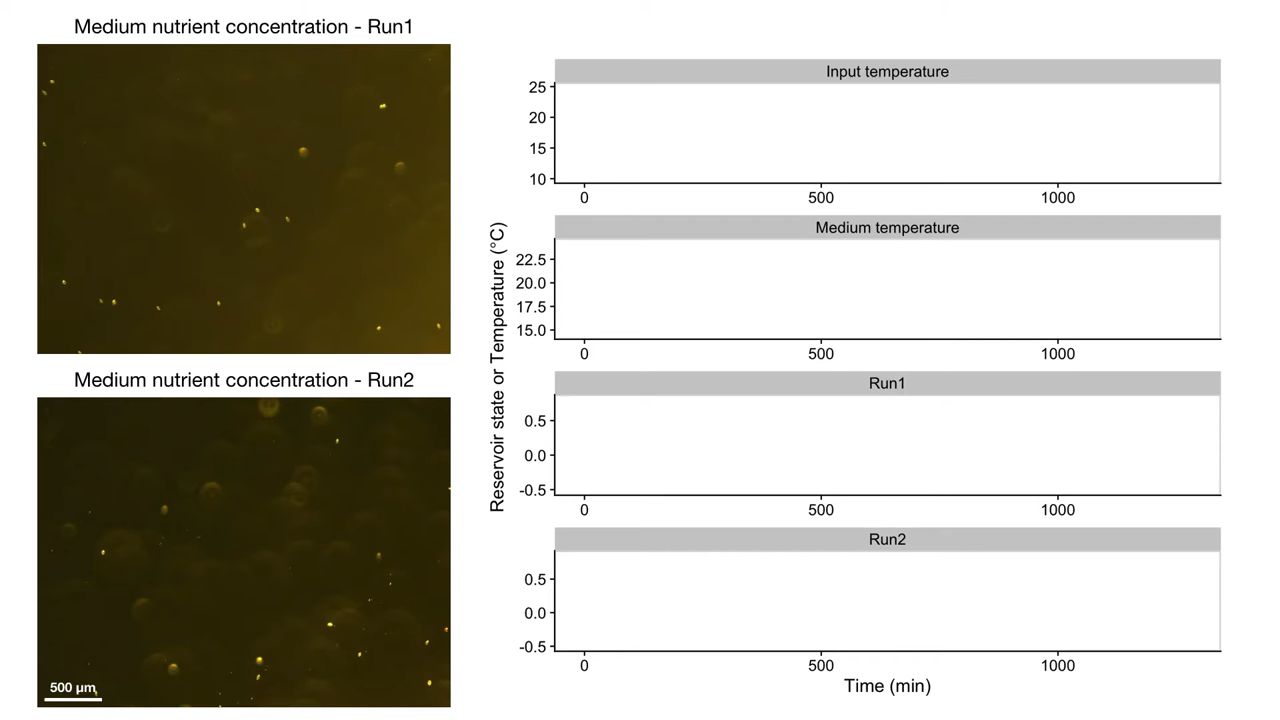 Medium nutrient concentration - Run1
Medium nutrient concentration - Run2
500 µm
Reservoir state or Temperature (°C)
Input temperature
25
20
15
10
0 500 1000
Medium temperature
22.5
20.0
17.5
15.0
0 500 1000
Run1
0.5
0.0
-0.5
0 500 1000
Run2
0.5
0.0
-0.5
0 500 1000
Time (min)